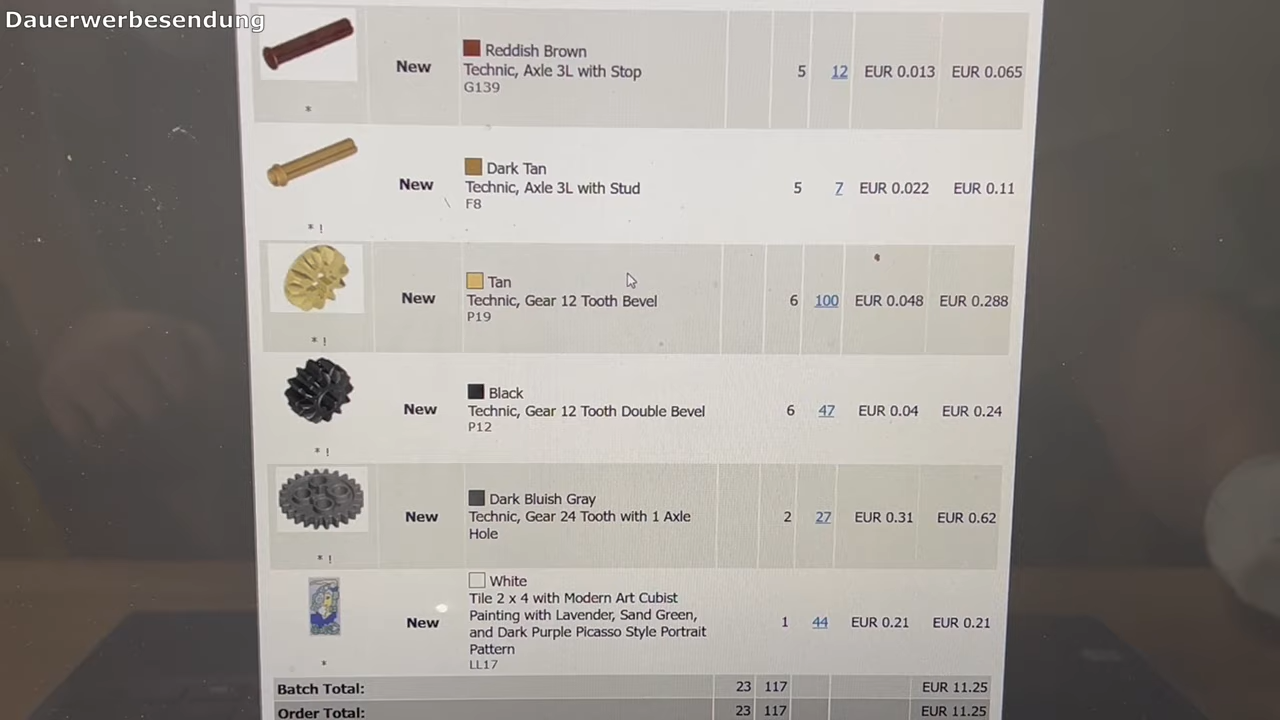 Dauerwerbesendung
New
Reddish Brown
Technic, Axle 3L with Stop
G139
5 12 EUR 0.013 EUR 0.065
*
New
Dark Tan
Technic, Axle 3L with Stud
F8
5 7 EUR 0.022 EUR 0.11
* !
New
Tan
Technic, Gear 12 Tooth Bevel
P19
6 100 EUR 0.048 EUR 0.288
* !
New
Black
Technic, Gear 12 Tooth Double Bevel
P12
6 47 EUR 0.04 EUR 0.24
* !
New
Dark Bluish Gray
Technic, Gear 24 Tooth with 1 Axle
Hole
2 27 EUR 0.31 EUR 0.62
* !
New
White
Tile 2 x 4 with Modern Art Cubist
Painting with Lavender, Sand Green,
and Dark Purple Picasso Style Portrait
Pattern
LL17
1 44 EUR 0.21 EUR 0.21
*
Batch Total: 23 117 EUR 11.25
Order Total: 23 117 EUR 11.25